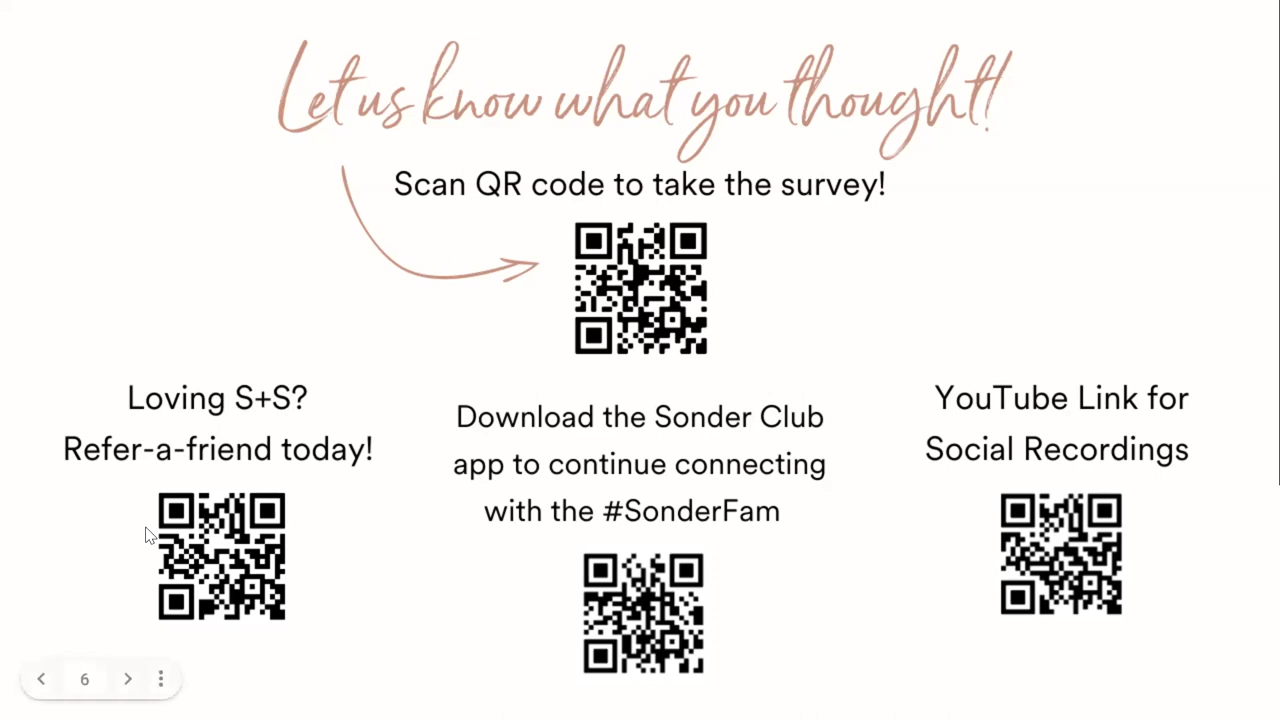 Let us know what you thought!
Scan QR code to take the survey!
Loving S+S?
Refer-a-friend today!
Download the Sonder Club
app to continue connecting
with the #SonderFam
YouTube Link for
Social Recordings
6